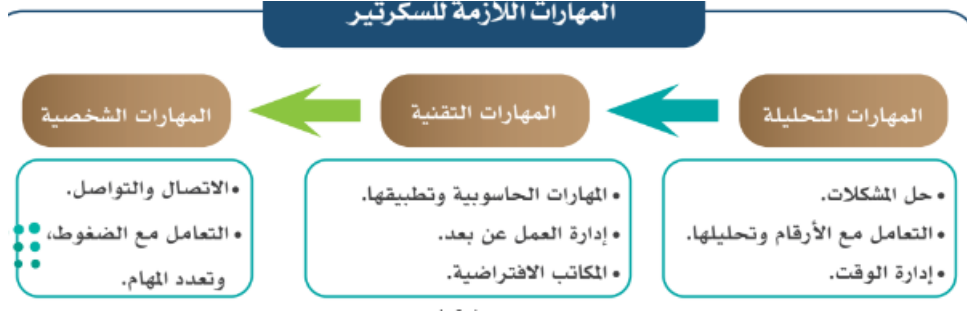 المهارات اللازمة للسكرتير
المهارات التحليلة
المهارات التقنية
المهارات الشخصية
• حل المشكلات.
• التعامل مع الأرقام وتحليلها.
• إدارة الوقت.
• المهارات الحاسوبية وتطبيقها.
• إدارة العمل عن بعد.
• المكاتب الافتراضية.
• الاتصال والتواصل.
• التعامل مع الضغوط،
وتعدد المهام.